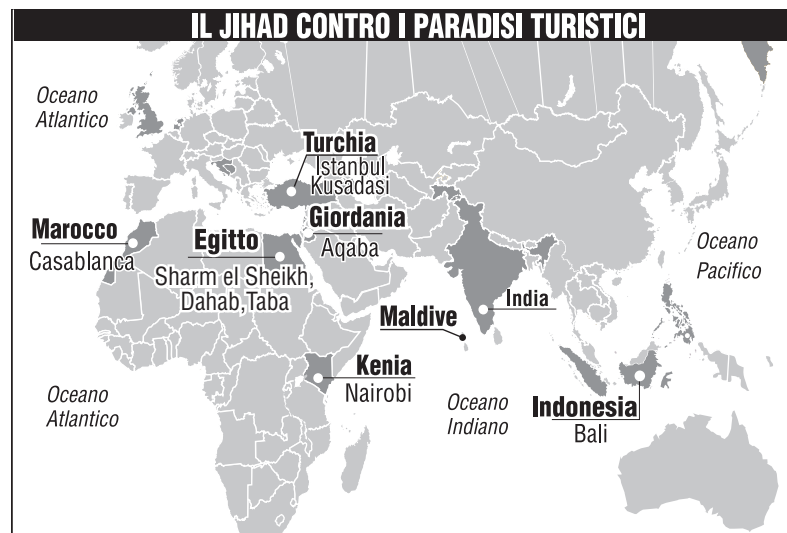 IL JIHAD CONTRO I PARADISI TURISTICI
Oceano
Atlantico
Turchia
Istanbul
Kusadasi
Giordania
Aqaba
Marocco
Casablanca
Egitto
Sharm el Sheikh,
Dahab,Taba
Oceano
Pacifico
India
Maldive
Kenia
Nairobi
Oceano
Atlantico
Oceano
Indiano
Indonesia
Bali